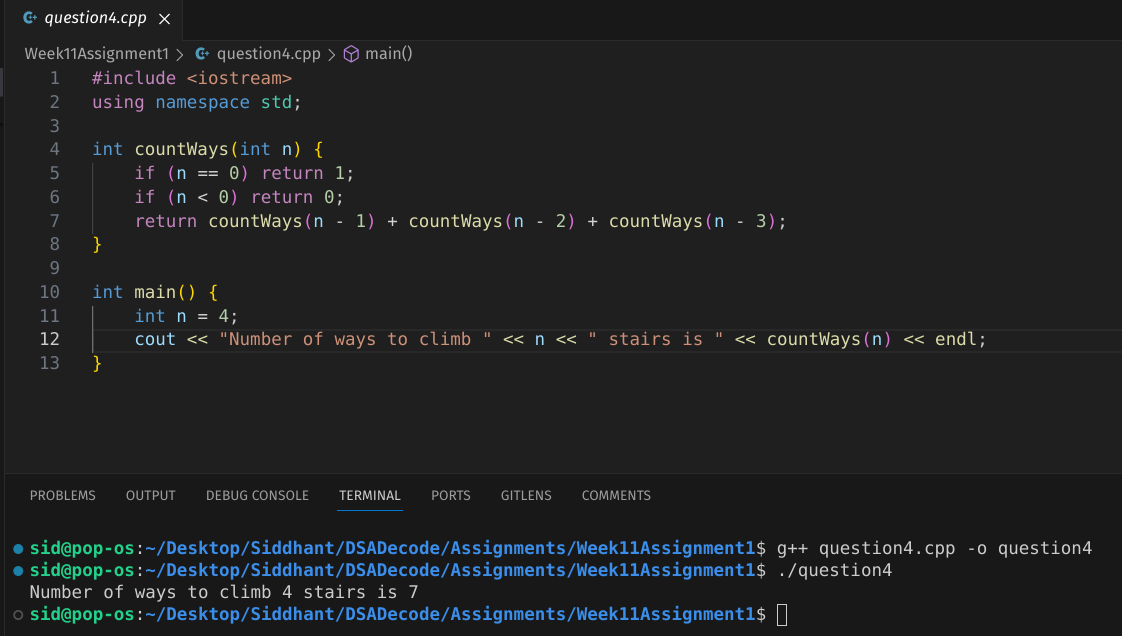 question4.cpp
Week11Assignment1 > question4.cpp > main()
1 #include <iostream>
2 using namespace std;
3
4 int countWays(int n) {
5     if (n == 0) return 1;
6     if (n < 0) return 0;
7     return countWays(n - 1) + countWays(n - 2) + countWays(n - 3);
8 }
9
10 int main() {
11     int n = 4;
12     cout << "Number of ways to climb " << n << " stairs is " << countWays(n) << endl;
13 }
PROBLEMS OUTPUT DEBUG CONSOLE TERMINAL PORTS GITLENS COMMENTS
sid@pop-os:~/Desktop/Siddhant/DSADecode/Assignments/Week11Assignment1$ g++ question4.cpp -o question4
sid@pop-os:~/Desktop/Siddhant/DSADecode/Assignments/Week11Assignment1$ ./question4
Number of ways to climb 4 stairs is 7
sid@pop-os:~/Desktop/Siddhant/DSADecode/Assignments/Week11Assignment1$